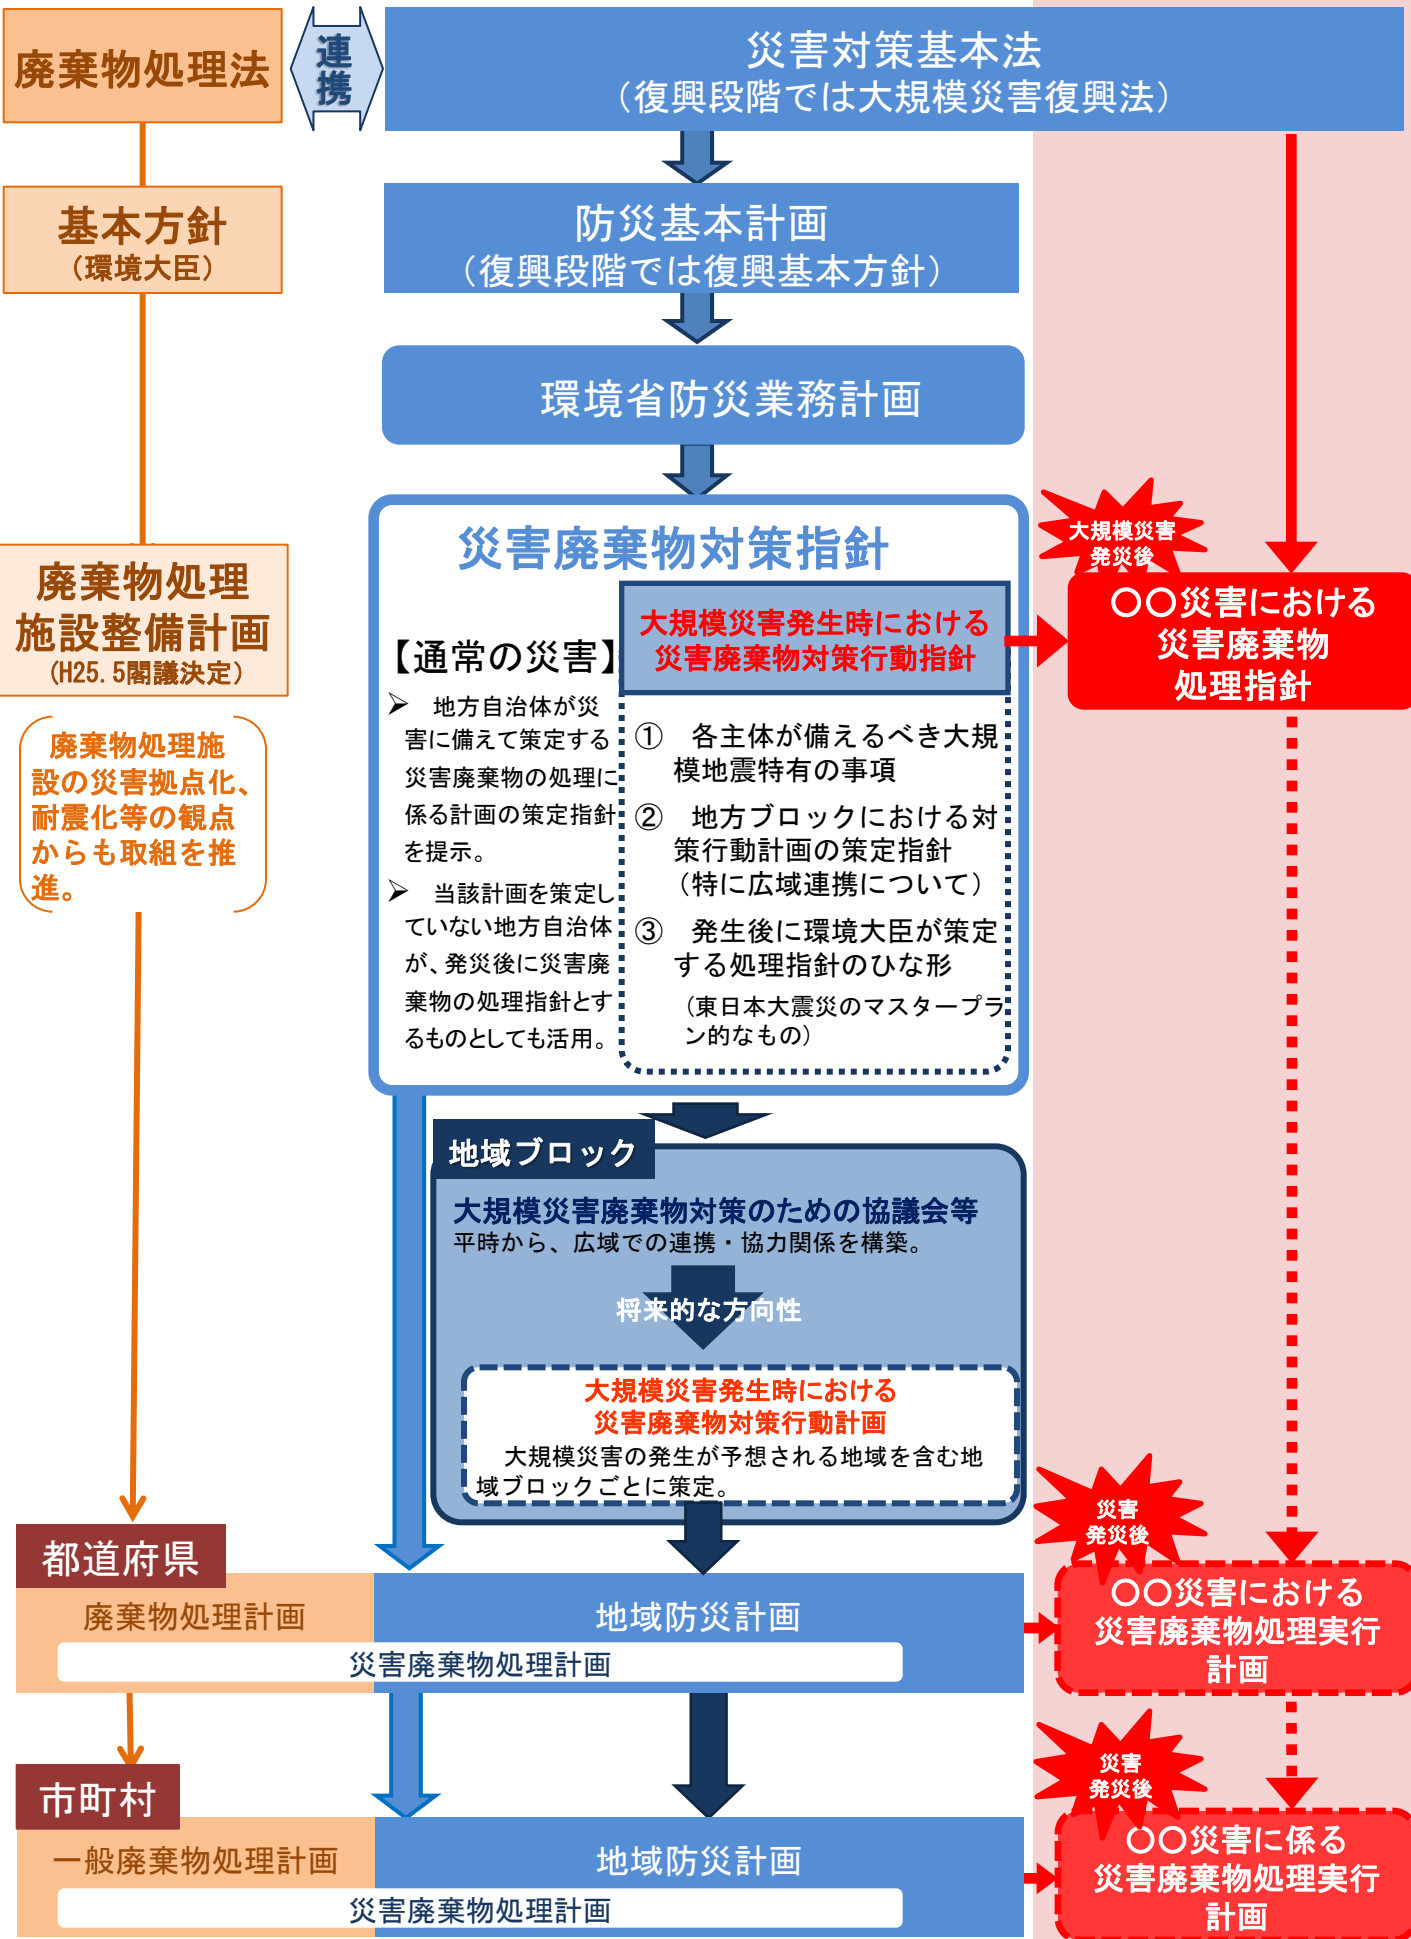 廃棄物処理法
連
携
災害対策基本法
（復興段階では大規模災害復興法）
基本方針
（環境大臣）
防災基本計画
（復興段階では復興基本方針）
環境省防災業務計画
廃棄物処理
施設整備計画
（H25.5閣議決定）
廃棄物処理施
設の災害拠点化、
耐震化等の観点
からも取組を推
進。
災害廃棄物対策指針
【通常の災害】
➢ 地方自治体が災
害に備えて策定する
災害廃棄物の処理に
係る計画の策定指針
を提示。
➢ 当該計画を策定し
ていない地方自治体
が、発災後に災害廃
棄物の処理指針とす
るものとしても活用。
大規模災害発生時における
災害廃棄物対策行動指針
① 各主体が備えるべき大規
模地震特有の事項
② 地方ブロックにおける対
策行動計画の策定指針
（特に広域連携について）
③ 発生後に環境大臣が策定
する処理指針のひな形
（東日本大震災のマスタープラ
ン的なもの）
大規模災害
発災後
〇〇災害における
災害廃棄物
処理指針
地域ブロック
大規模災害廃棄物対策のための協議会等
平時から、広域での連携・協力関係を構築。
将来的な方向性
大規模災害発生時における
災害廃棄物対策行動計画
大規模災害の発生が予想される地域を含む地
域ブロックごとに策定。
都道府県
廃棄物処理計画
地域防災計画
災害廃棄物処理計画
災害
発災後
〇〇災害における
災害廃棄物処理実行
計画
市町村
一般廃棄物処理計画
地域防災計画
災害廃棄物処理計画
災害
発災後
〇〇災害に係る
災害廃棄物処理実行
計画